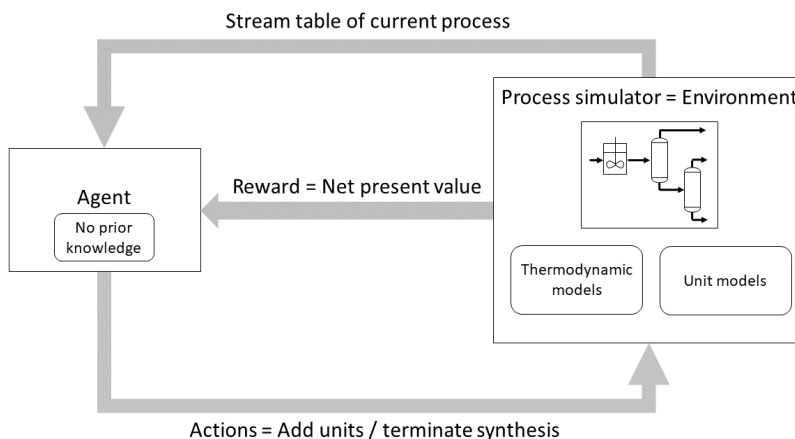 Stream table of current process
Process simulator = Environment
Agent
No prior
knowledge
Reward = Net present value
Thermodynamic
models
Unit models
Actions = Add units / terminate synthesis